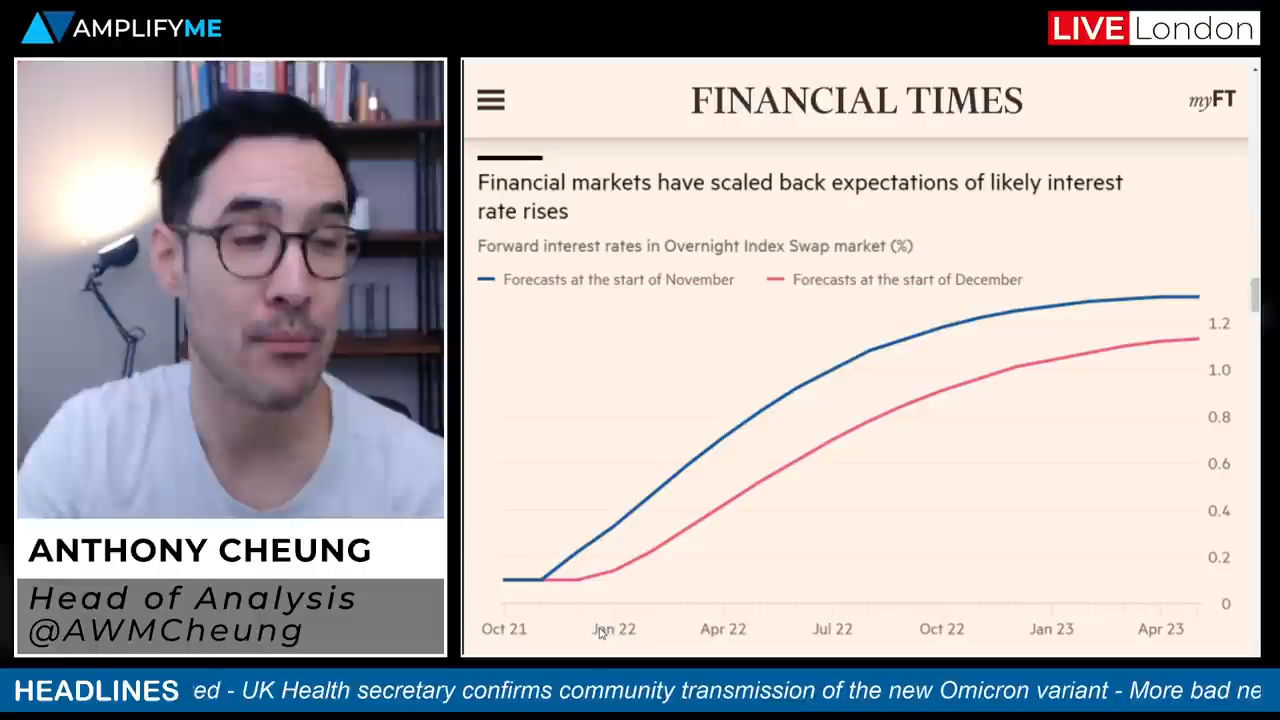 AMPLIFYME
LIVE London
FINANCIAL TIMES
myFT
Financial markets have scaled back expectations of likely interest
rate rises
Forward interest rates in Overnight Index Swap market (%)
Forecasts at the start of November
Forecasts at the start of December
1.2
1.0
0.8
0.6
0.4
0.2
0
Oct 21 Jan 22 Apr 22 Jul 22 Oct 22 Jan 23 Apr 23
ANTHONY CHEUNG
Head of Analysis
@AWMCheung
HEADLINES ed - UK Health secretary confirms community transmission of the new Omicron variant - More bad ne